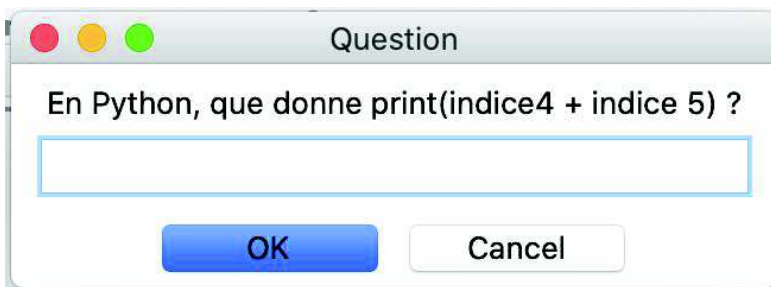 Question
En Python, que donne print(indice4 + indice 5) ?
OK Cancel